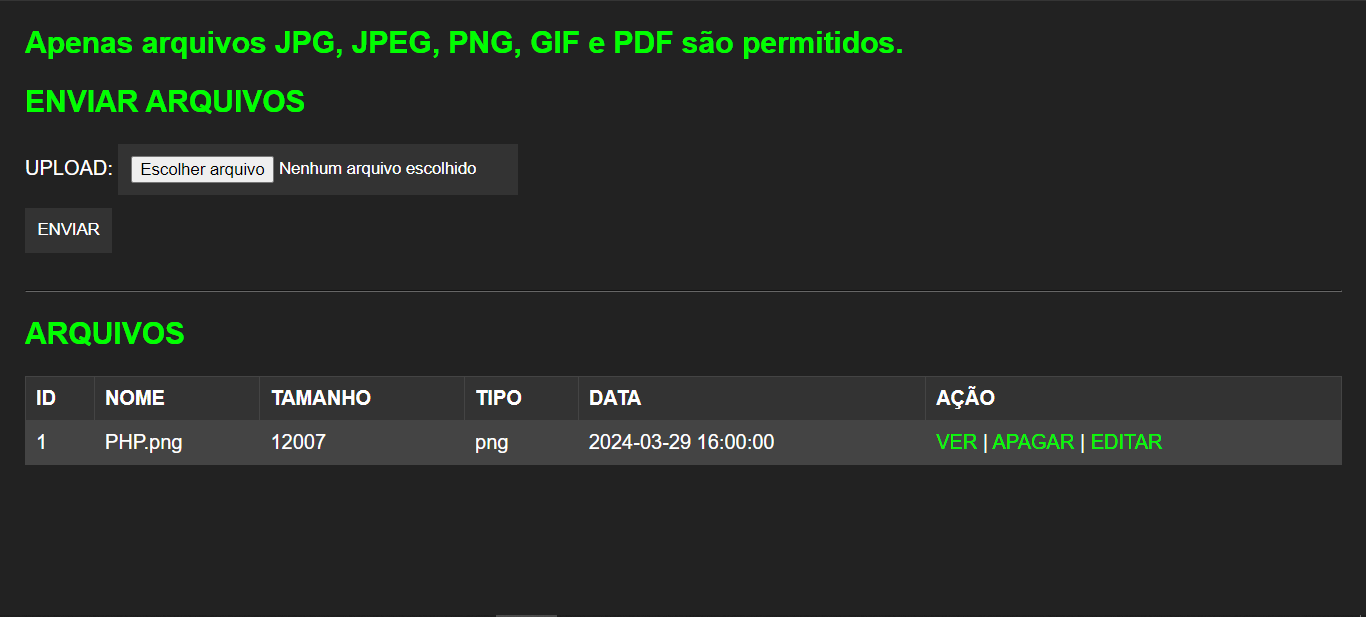 Apenas arquivos JPG, JPEG, PNG, GIF e PDF são permitidos.
ENVIAR ARQUIVOS
UPLOAD: Escolher arquivo Nenhum arquivo escolhido
ENVIAR
ARQUIVOS
ID NOME TAMANHO TIPO DATA AÇÃO
1 PHP.png 12007 png 2024-03-29 16:00:00 VER | APAGAR | EDITAR